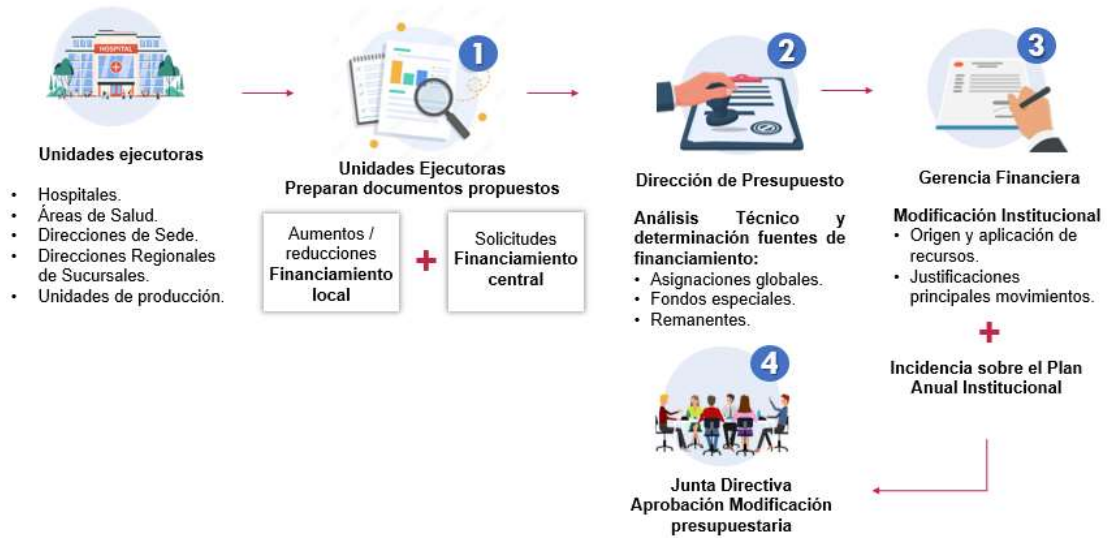 HOSPITAL
Unidades ejecutoras
• Hospitales.
• Áreas de Salud.
• Direcciones de Sede.
• Direcciones Regionales
de Sucursales.
• Unidades de producción.
1
Unidades Ejecutoras
Preparan documentos propuestos
Aumentos /
reducciones
Financiamiento
local
+
Solicitudes
Financiamiento
central
2
Dirección de Presupuesto
Análisis Técnico y
determinación fuentes de
financiamiento:
• Asignaciones globales.
• Fondos especiales.
• Remanentes.
3
Gerencia Financiera
Modificación Institucional
• Origen y aplicación de
recursos.
• Justificaciones
principales movimientos.
+
Incidencia sobre el Plan
Anual Institucional
4
Junta Directiva
Aprobación Modificación
presupuestaria